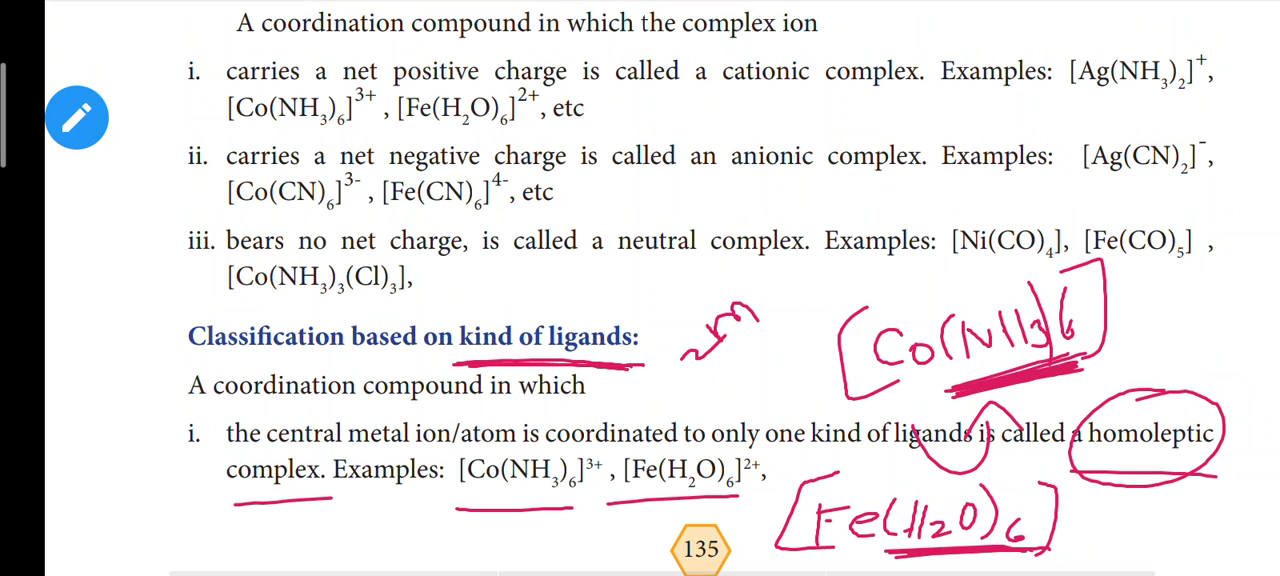 A coordination compound in which the complex ion
i. carries a net positive charge is called a cationic complex. Examples: [Ag(NH₃)₂]⁺,
[Co(NH₃)₆]³⁺ , [Fe(H₂O)₆]²⁺, etc
ii. carries a net negative charge is called an anionic complex. Examples: [Ag(CN)₂]⁻,
[Co(CN)₆]³⁻ , [Fe(CN)₆]⁴⁻, etc
iii. bears no net charge, is called a neutral complex. Examples: [Ni(CO)₄], [Fe(CO)₅] ,
[Co(NH₃)₃(Cl)₃],
Classification based on kind of ligands:
[Co(NH3)6]
A coordination compound in which
i. the central metal ion/atom is coordinated to only one kind of ligands is called a homoleptic
complex. Examples: [Co(NH₃)₆]³⁺ , [Fe(H₂O)₆]²⁺,
[Fe(H2O)6]
135